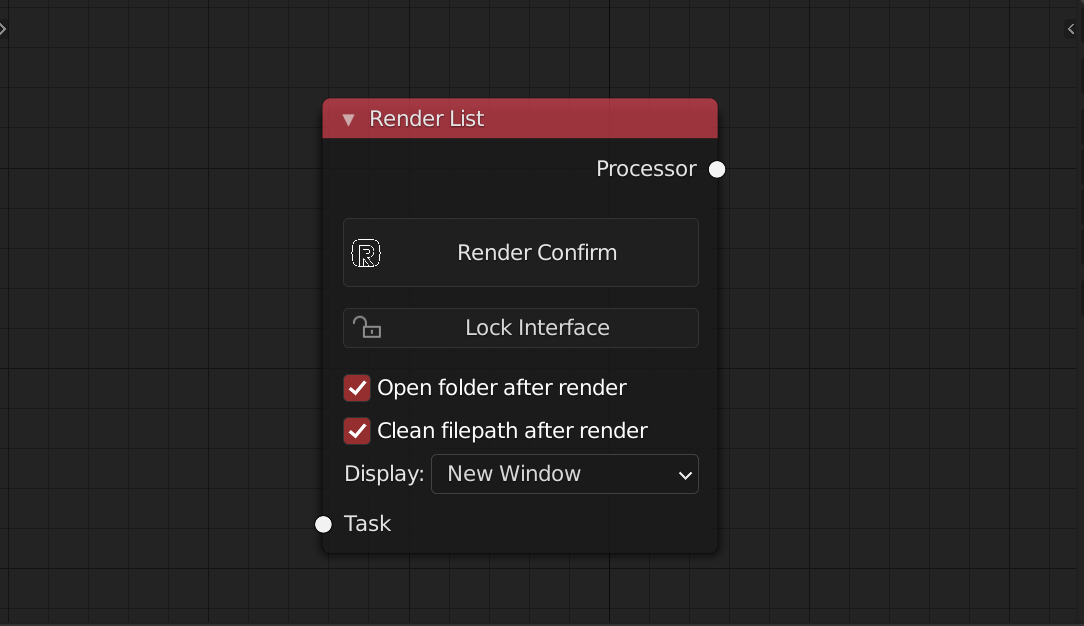 Render List
Processor
R
Render Confirm
Lock Interface
Open folder after render
Clean filepath after render
Display: New Window
Task